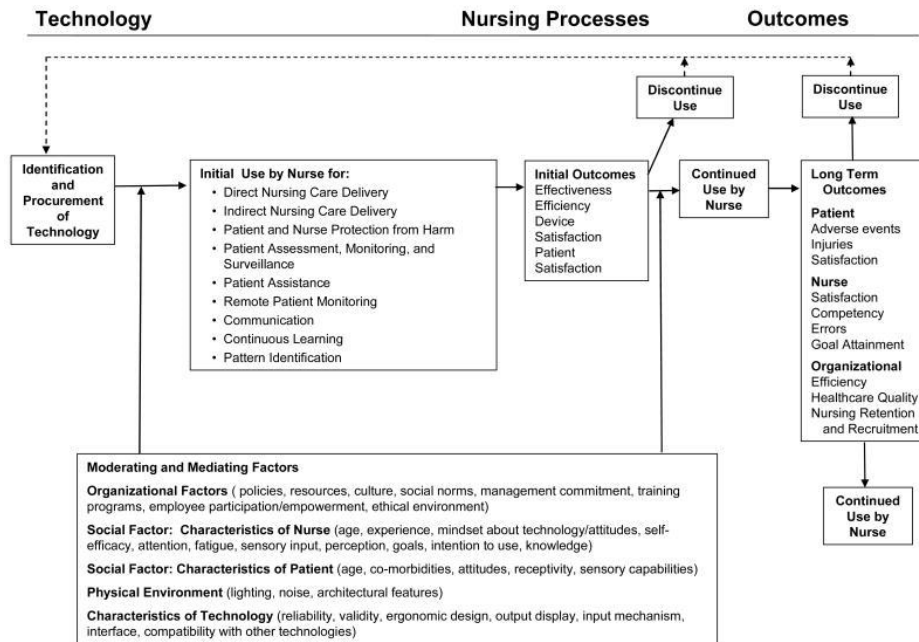 Technology
Nursing Processes
Outcomes
Discontinue
Use
Discontinue
Use
Identification
and
Procurement
of
Technology
Initial Use by Nurse for:
• Direct Nursing Care Delivery
• Indirect Nursing Care Delivery
• Patient and Nurse Protection from Harm
• Patient Assessment, Monitoring, and
Surveillance
• Patient Assistance
• Remote Patient Monitoring
• Communication
• Continuous Learning
• Pattern Identification
Initial Outcomes
Effectiveness
Efficiency
Device
Satisfaction
Patient
Satisfaction
Continued
Use by
Nurse
Long Term
Outcomes
Patient
Adverse events
Injuries
Satisfaction
Nurse
Satisfaction
Competency
Errors
Goal Attainment
Organizational
Efficiency
Healthcare Quality
Nursing Retention
and Recruitment
Continued
Use by
Nurse
Moderating and Mediating Factors
Organizational Factors ( policies, resources, culture, social norms, management commitment, training
programs, employee participation/empowerment, ethical environment)
Social Factor: Characteristics of Nurse (age, experience, mindset about technology/attitudes, self-
efficacy, attention, fatigue, sensory input, perception, goals, intention to use, knowledge)
Social Factor: Characteristics of Patient (age, co-morbidities, attitudes, receptivity, sensory capabilities)
Physical Environment (lighting, noise, architectural features)
Characteristics of Technology (reliability, validity, ergonomic design, output display, input mechanism,
interface, compatibility with other technologies)